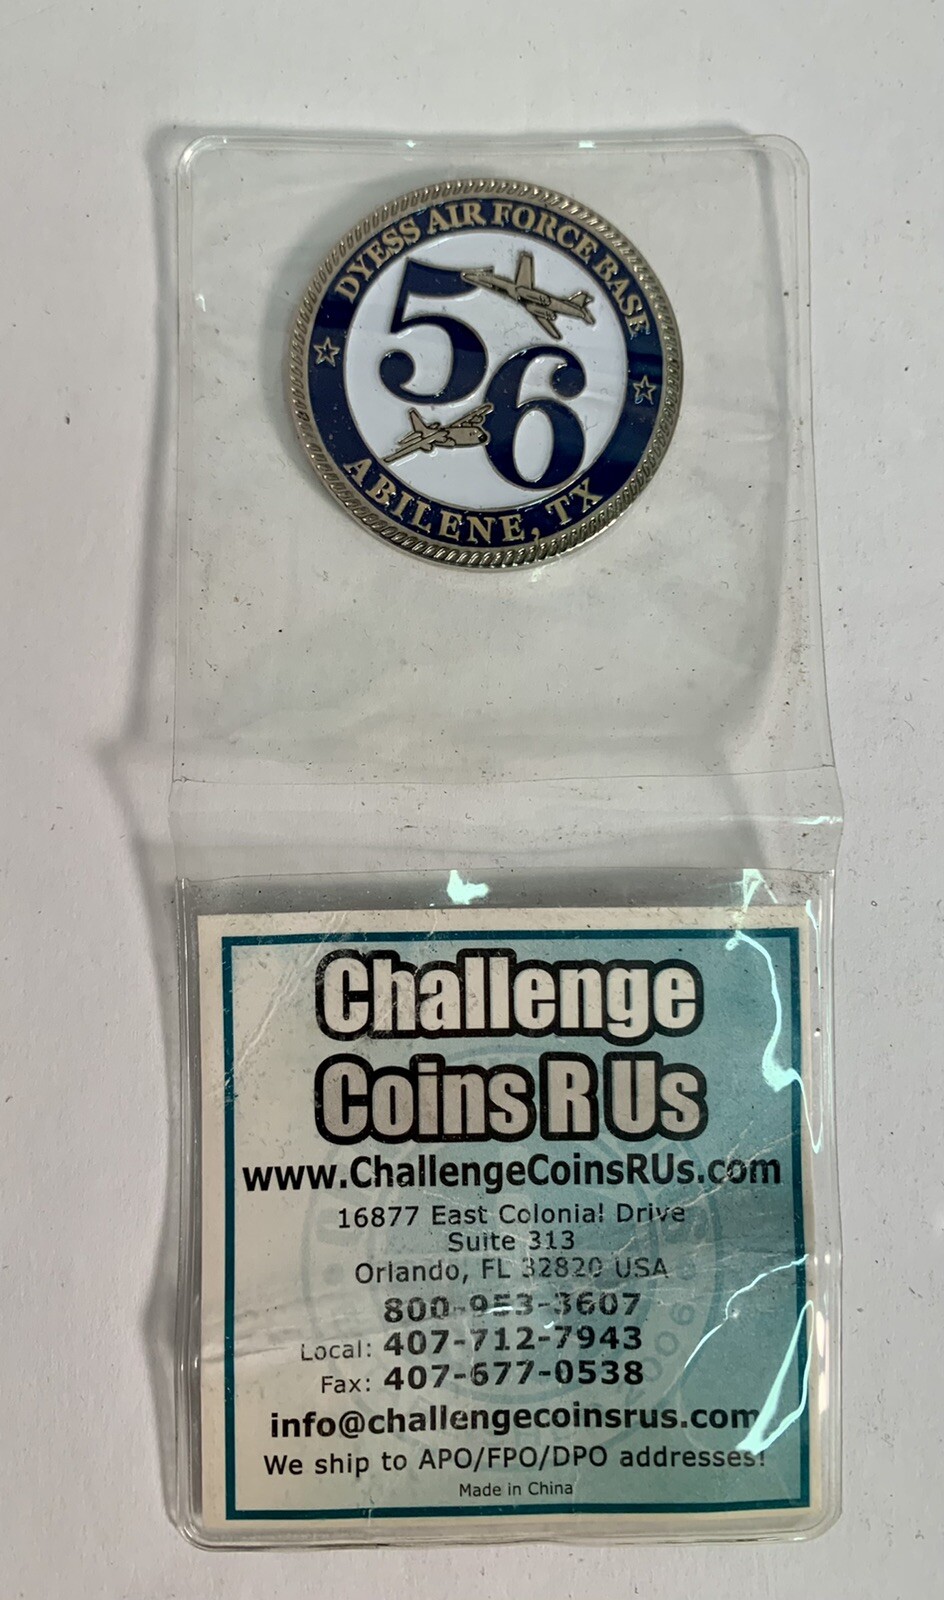 DYESS AIR FORCE BASE
56
ABILENE, TX
Challenge
Coins R Us
www.ChallengeCoinsRUs.com
16877 East Colonial Drive
Suite 313
Orlando, FL 32820 USA
800-953-3607
Local: 407-712-7943
Fax: 407-677-0538
info@challengecoinsrus.com
We ship to APO/FPO/DPO addresses!
Made in China